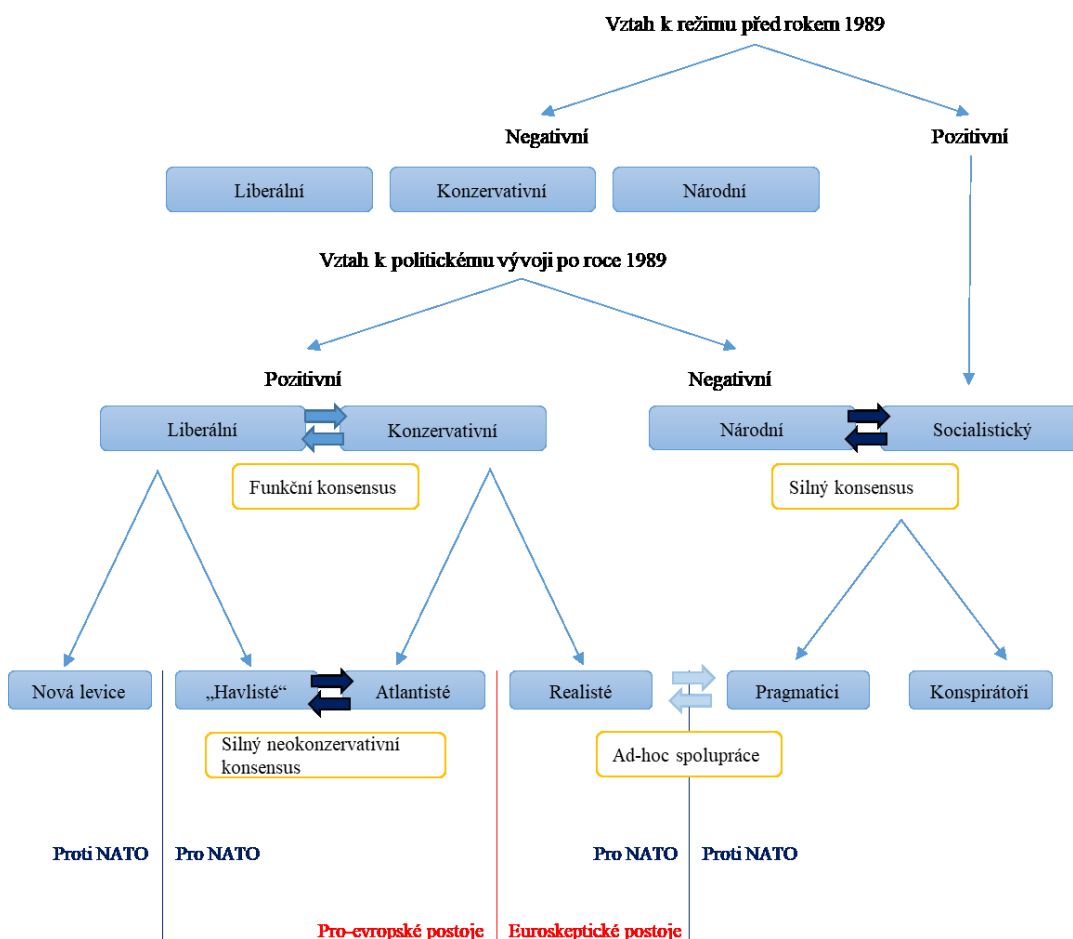 Vztah k režimu před rokem 1989
Negativní
Pozitivní
Liberální
Konzervativní
Národní
Vztah k politickému vývoji po roce 1989
Pozitivní
Negativní
Liberální
Konzervativní
Národní
Socialistický
Funkční konsensus
Silný konsensus
Nová levice
„Havlisté“
Atlantisté
Realisté
Pragmatici
Konspirátoři
Silný neokonzervativní
konsensus
Ad-hoc spolupráce
Proti NATO
Pro NATO
Pro NATO
Proti NATO
Pro-evropské postoje
Euroskeptické postoje